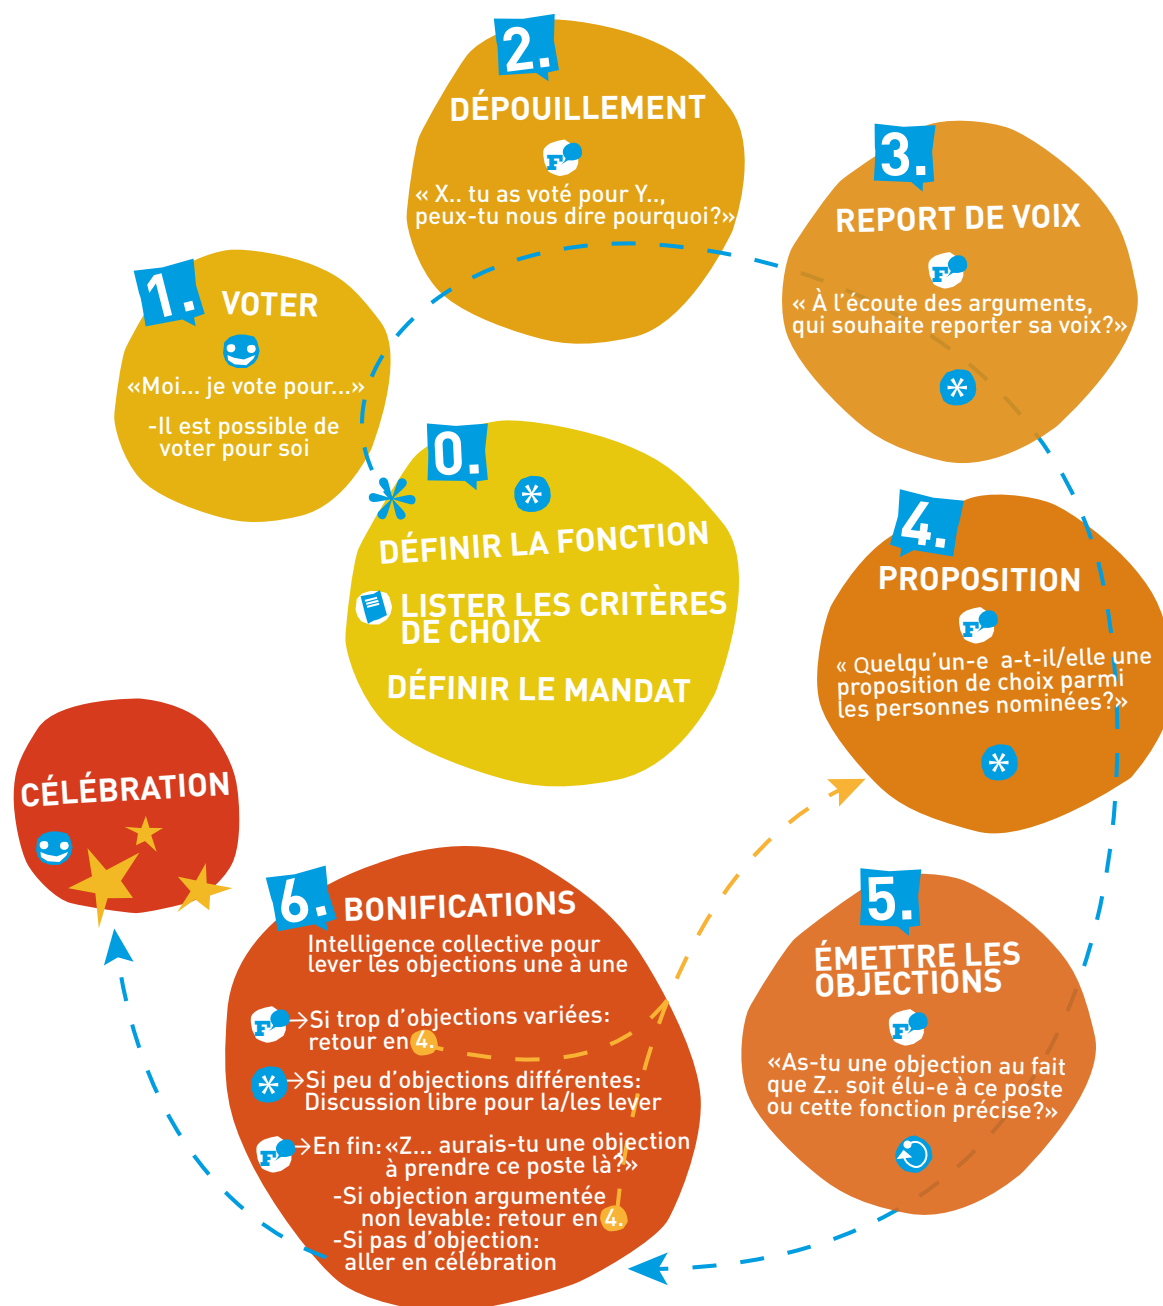 0.
DÉFINIR LA FONCTION
LISTER LES CRITÈRES
DE CHOIX
DÉFINIR LE MANDAT
1.
VOTER
«Moi... je vote pour...»
-Il est possible de
voter pour soi
2.
DÉPOUILLEMENT
F
« X.. tu as voté pour Y..,
peux-tu nous dire pourquoi?»
3.
REPORT DE VOIX
F
« À l'écoute des arguments,
qui souhaite reporter sa voix?»
4.
PROPOSITION
F
« Quelqu'un-e a-t-il/elle une
proposition de choix parmi
les personnes nominées?»
5.
ÉMETTRE LES
OBJECTIONS
F
«As-tu une objection au fait
que Z.. soit élu-e à ce poste
ou cette fonction précise?»
6.
BONIFICATIONS
Intelligence collective pour
lever les objections une à une
F →Si trop d'objections variées:
retour en 4.
→Si peu d'objections différentes:
Discussion libre pour la/les lever
F →En fin: «Z... aurais-tu une objection
à prendre ce poste là?»
-Si objection argumentée
non levable: retour en 4.
-Si pas d'objection:
aller en célébration
CÉLÉBRATION